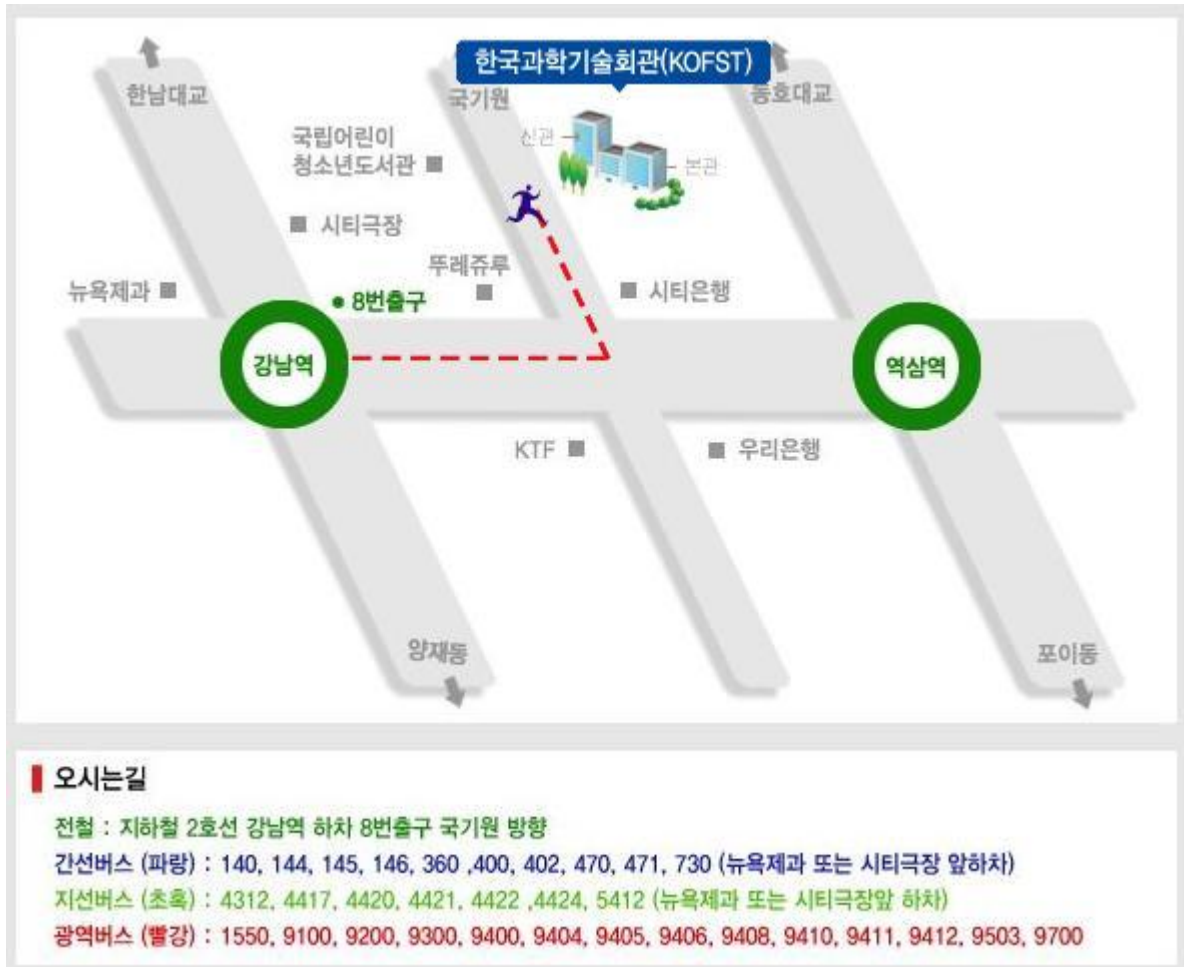 한국과학기술회관(KOFST)
한남대교
국기원
동호대교
국립어린이
청소년도서관
신관
본관
시티극장
뚜레쥬루
뉴욕제과
8번출구
시티은행
강남역
역삼역
KTF
우리은행
양재동
포이동
오시는길
전철 : 지하철 2호선 강남역 하차 8번출구 국기원 방향
간선버스 (파랑) : 140, 144, 145, 146, 360 ,400, 402, 470, 471, 730 (뉴욕제과 또는 시티극장 앞하차)
지선버스 (초혹) : 4312, 4417, 4420, 4421, 4422 ,4424, 5412 (뉴욕제과 또는 시티극장앞 하차)
광역버스 (빨강) : 1550, 9100, 9200, 9300, 9400, 9404, 9405, 9406, 9408, 9410, 9411, 9412, 9503, 9700